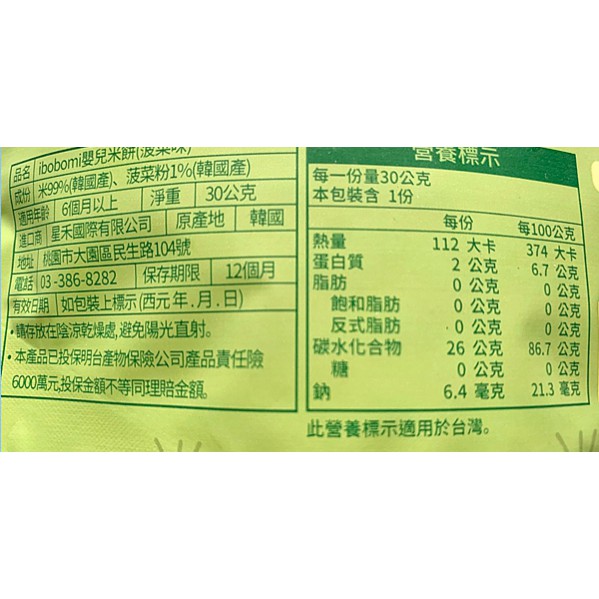 品名 ibobomi嬰兒米餅(菠菜味)
成份 米99%(韓國產)、菠菜粉1%(韓國產)
適用年齡 6個月以上 淨重 30公克
進口商 星禾國際有限公司 原產地 韓國
地址 桃園市大園區民生路104號
電話 03-386-8282 保存期限 12個月
有效日期 如包裝上標示(西元年.月.日)
•請存放在陰涼乾燥處,避免陽光直射。
•本產品已投保明台產物保險公司產品責任險
6000萬元,投保金額不等同理賠金額。
營養標示
每一份量30公克
本包裝含 1份
每份 每100公克
熱量 112 大卡 374 大卡
蛋白質 2 公克 6.7 公克
脂肪 0 公克 0 公克
飽和脂肪 0 公克 0 公克
反式脂肪 0 公克 0 公克
碳水化合物 26 公克 86.7 公克
糖 0 公克 0 公克
鈉 6.4 毫克 21.3 毫克
此營養標示適用於台灣。